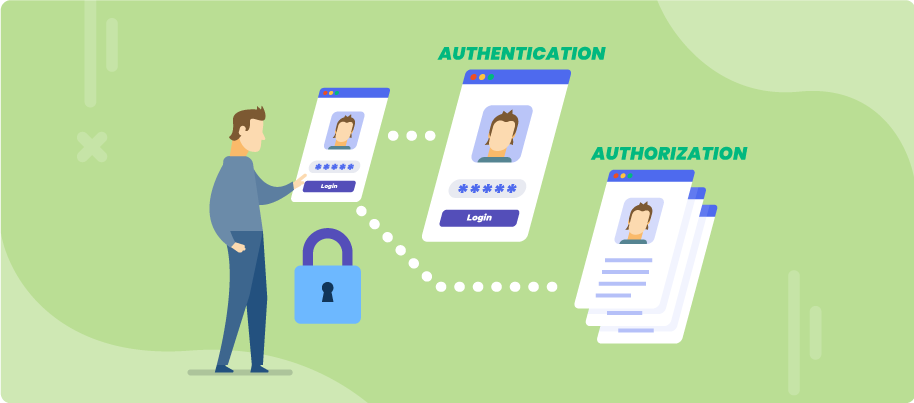 AUTHENTICATION
*****
Login
*****
Login
AUTHORIZATION